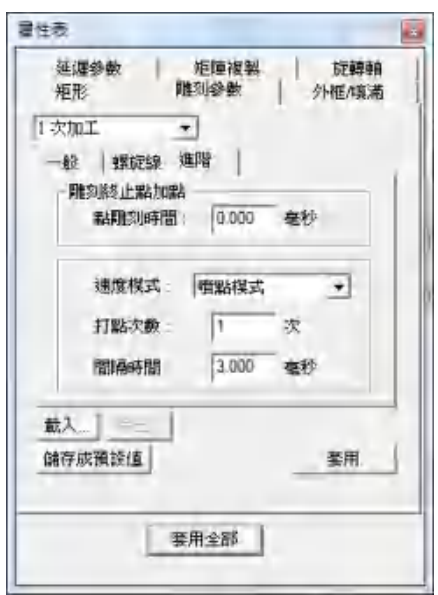 屬性表
延遲參數 矩陣複製 旋轉軸
矩形 雕刻參數 外框/填滿
1 次加工
一般 螺旋線 進階
雕刻終止點加點
點雕刻時間： 0.000 毫秒
速度模式： 噴點模式
打點次數： 1 次
間隔時間 3.000 毫秒
載入...
儲存成預設值 套用
套用全部